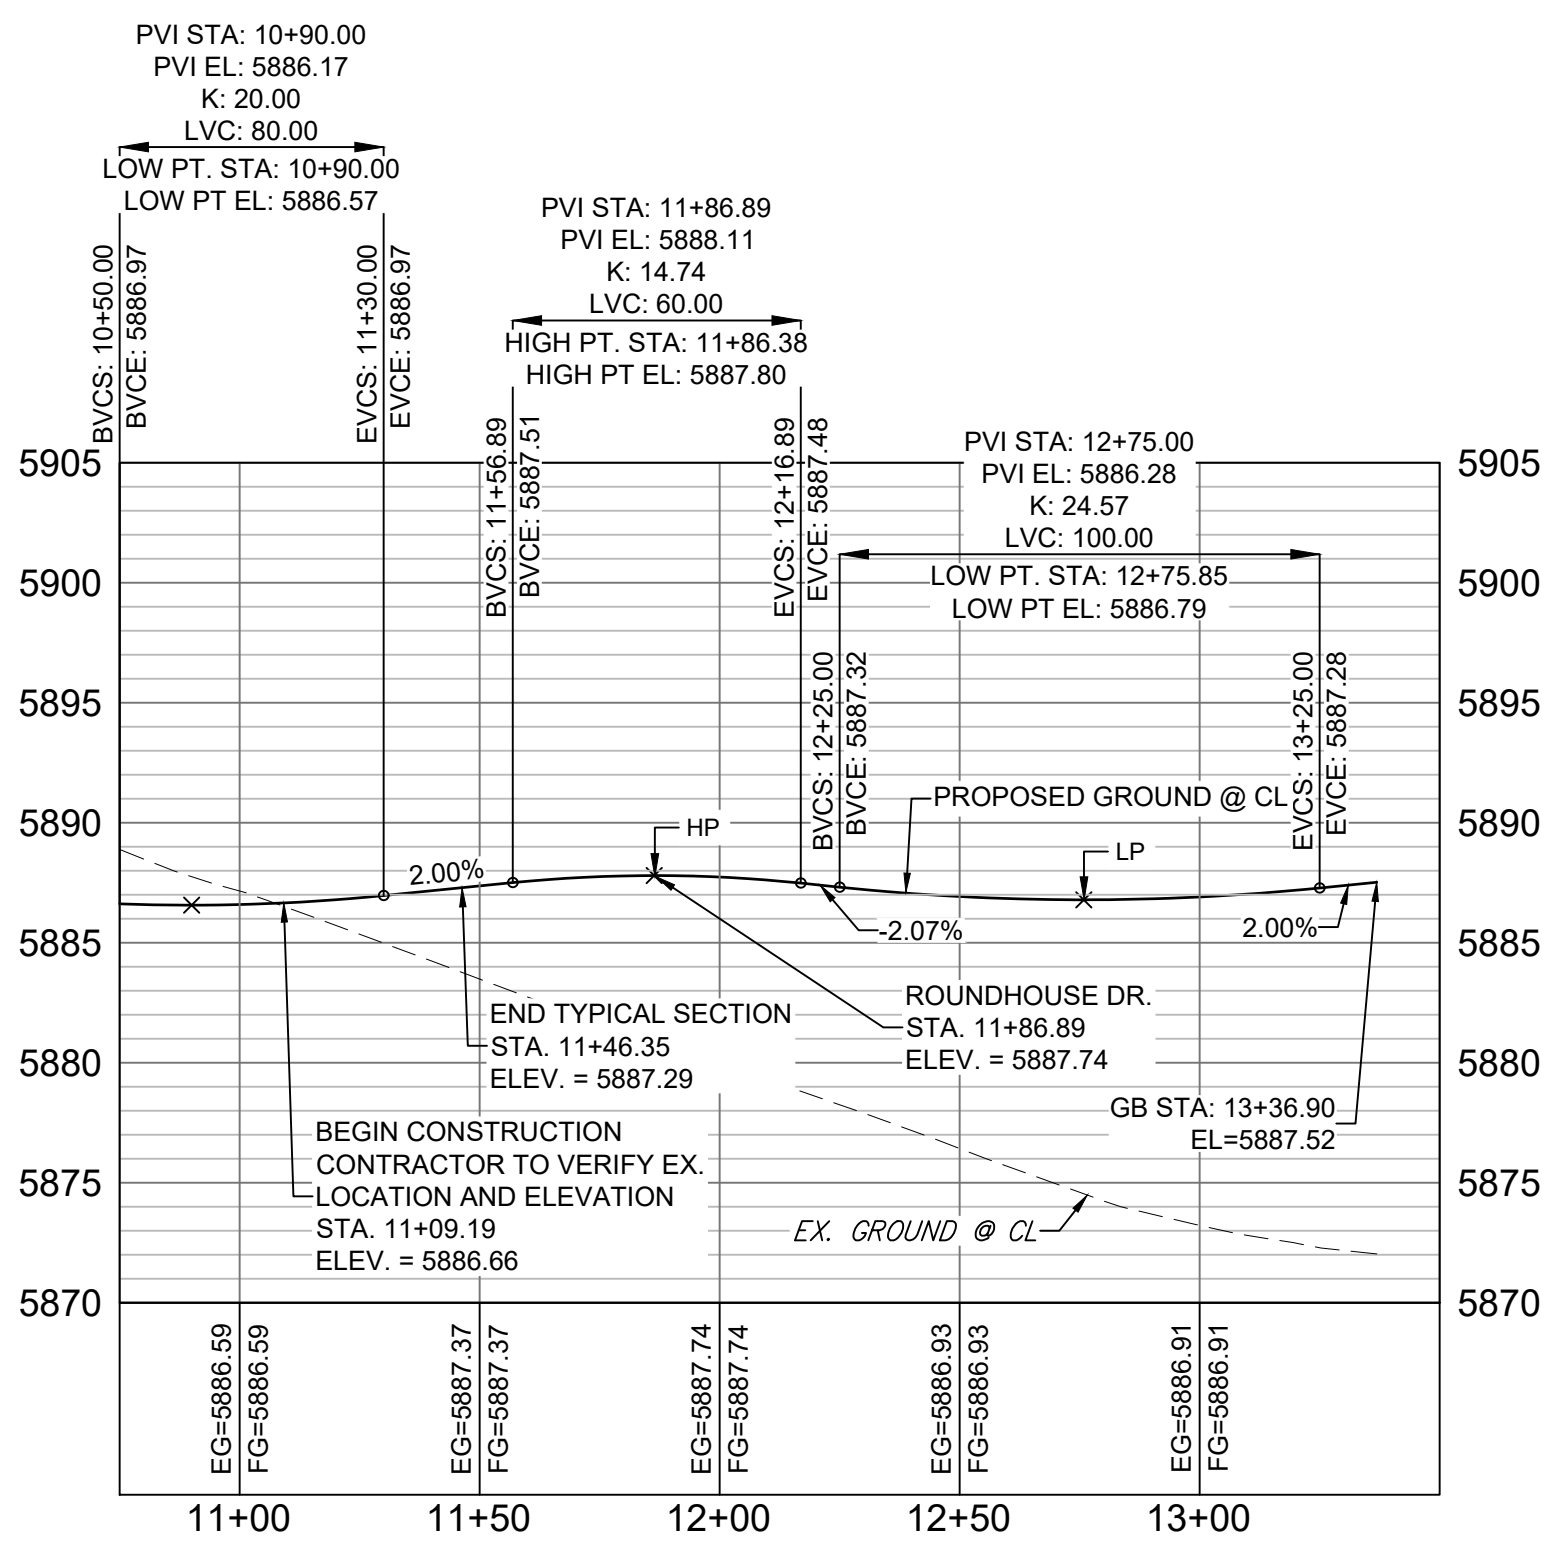 PVI STA: 10+90.00
PVI EL: 5886.17
K: 20.00
LVC: 80.00
LOW PT. STA: 10+90.00
LOW PT EL: 5886.57
BVCS: 10+50.00
BVCE: 5886.97
EVCS: 11+30.00
EVCE: 5886.97
PVI STA: 11+86.89
PVI EL: 5888.11
K: 14.74
LVC: 60.00
HIGH PT. STA: 11+86.38
HIGH PT EL: 5887.80
BVCS: 11+56.89
BVCE: 5887.51
EVCS: 12+16.89
EVCE: 5887.48
PVI STA: 12+75.00
PVI EL: 5886.28
K: 24.57
LVC: 100.00
LOW PT. STA: 12+75.85
LOW PT EL: 5886.79
BVCS: 12+25.00
BVCE: 5887.32
EVCS: 13+25.00
EVCE: 5887.28
5905
5900
5895
5890
5885
5880
5875
5870
5905
5900
5895
5890
5885
5880
5875
5870
PROPOSED GROUND @ CL
HP
LP
2.00%
-2.07%
2.00%
END TYPICAL SECTION
STA. 11+46.35
ELEV. = 5887.29
ROUNDHOUSE DR.
STA. 11+86.89
ELEV. = 5887.74
GB STA: 13+36.90
EL=5887.52
BEGIN CONSTRUCTION
CONTRACTOR TO VERIFY EX.
LOCATION AND ELEVATION
STA. 11+09.19
ELEV. = 5886.66
EX. GROUND @ CL
EG=5886.59
FG=5886.59
EG=5887.37
FG=5887.37
EG=5887.74
FG=5887.74
EG=5886.93
FG=5886.93
EG=5886.91
FG=5886.91
11+00
11+50
12+00
12+50
13+00